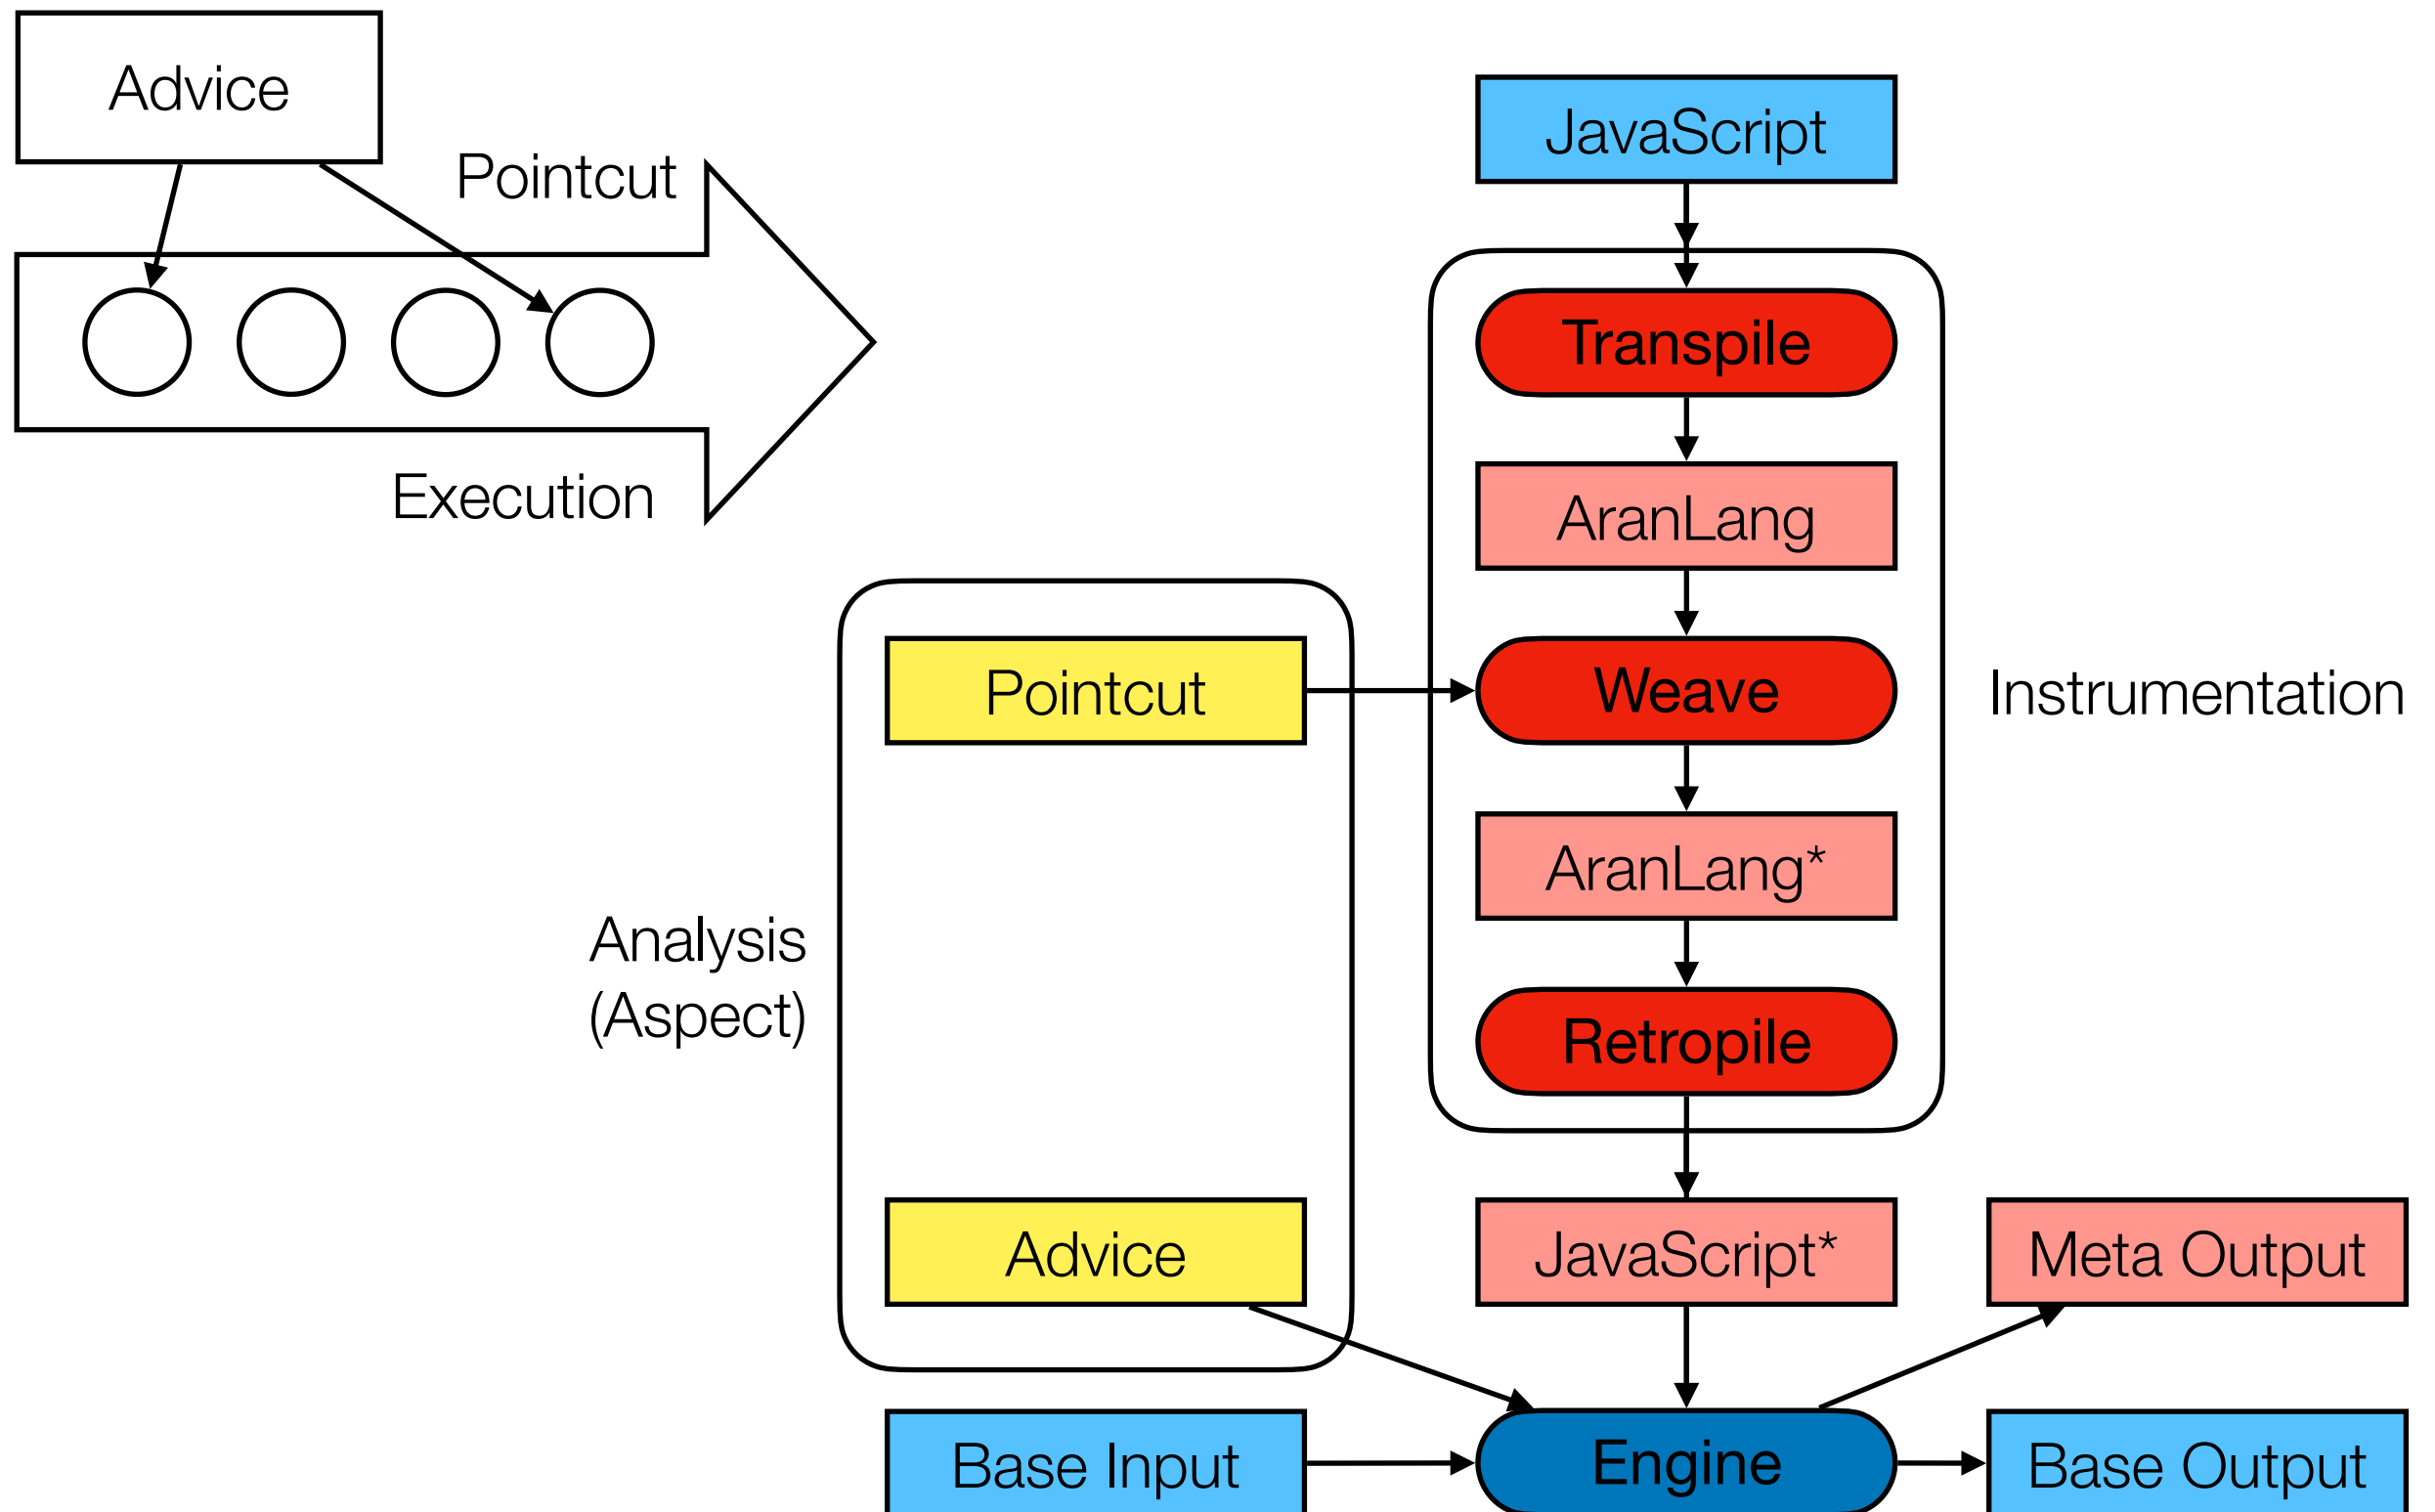 Advice
Pointcut
Execution
JavaScript
Transpile
AranLang
Pointcut
Weave
Instrumentation
AranLang*
Analysis
(Aspect)
Retropile
Advice
JavaScript*
Meta Output
Base Input
Engine
Base Output